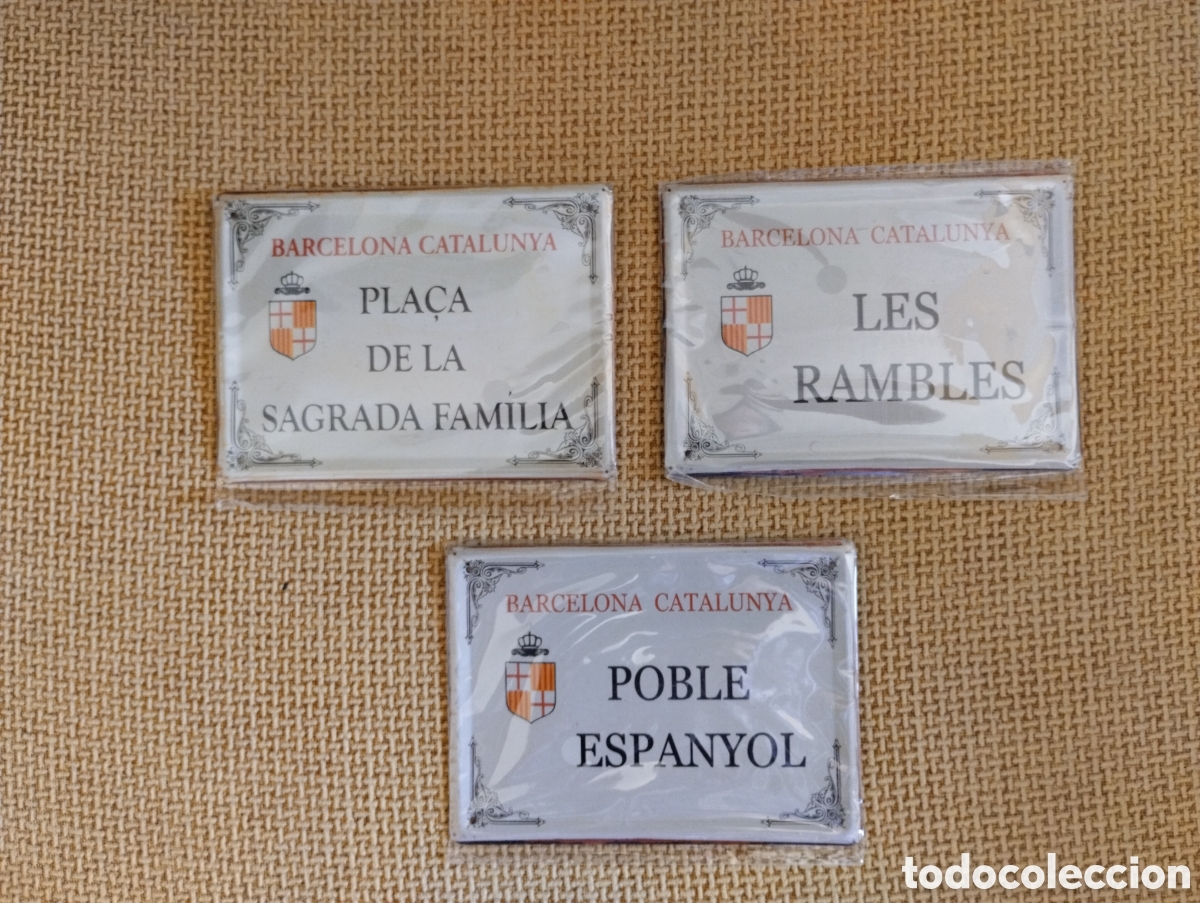 BARCELONA CATALUNYA
PLAÇA
DE LA
SAGRADA FAMÍLIA
BARCELONA CATALUNYA
LES
RAMBLES
BARCELONA CATALUNYA
POBLE
ESPANYOL
todocoleccion